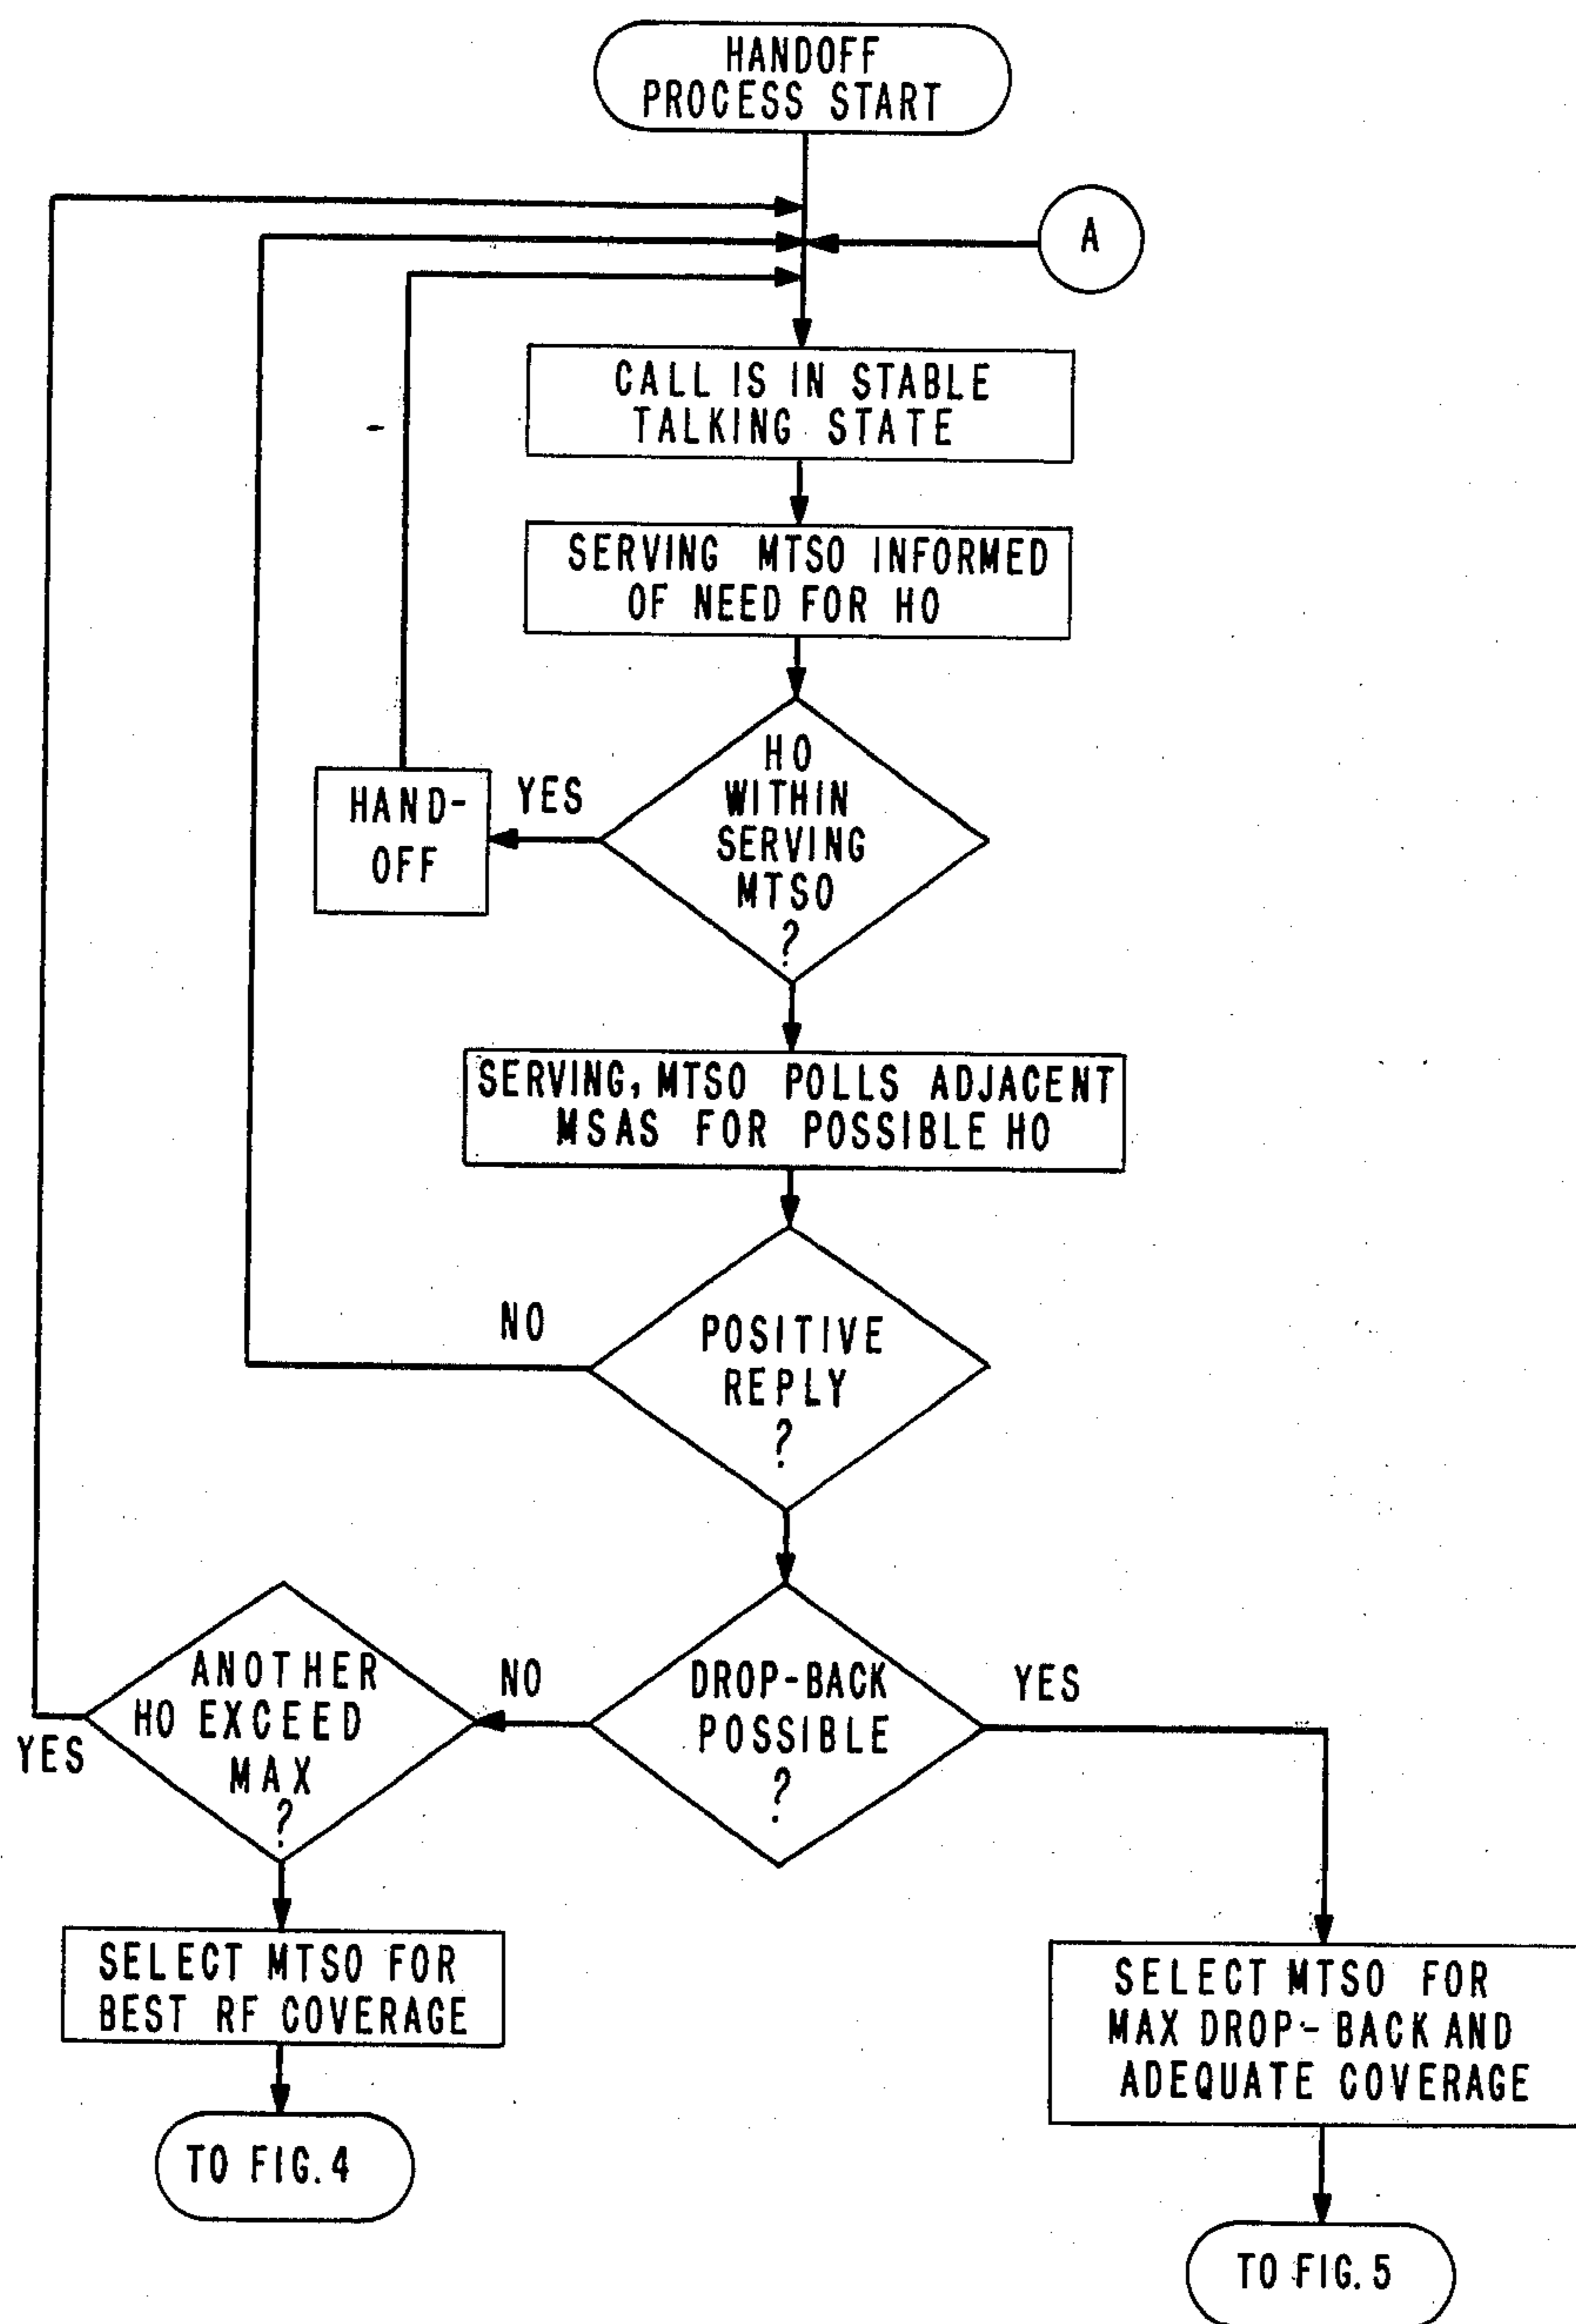 HANDOFF
PROCESS START
A
CALL IS IN STABLE
TALKING STATE
SERVING MTSO INFORMED
OF NEED FOR HO
HO
WITHIN
SERVING
MTSO
?
YES
HAND-
OFF
SERVING, MTSO POLLS ADJACENT
MSAS FOR POSSIBLE HO
POSITIVE
REPLY
?
NO
DROP-BACK
POSSIBLE
?
NO
YES
ANOTHER
HO EXCEED
MAX
?
YES
SELECT MTSO FOR
BEST RF COVERAGE
SELECT MTSO FOR
MAX DROP-BACK AND
ADEQUATE COVERAGE
TO FIG. 4
TO FIG. 5